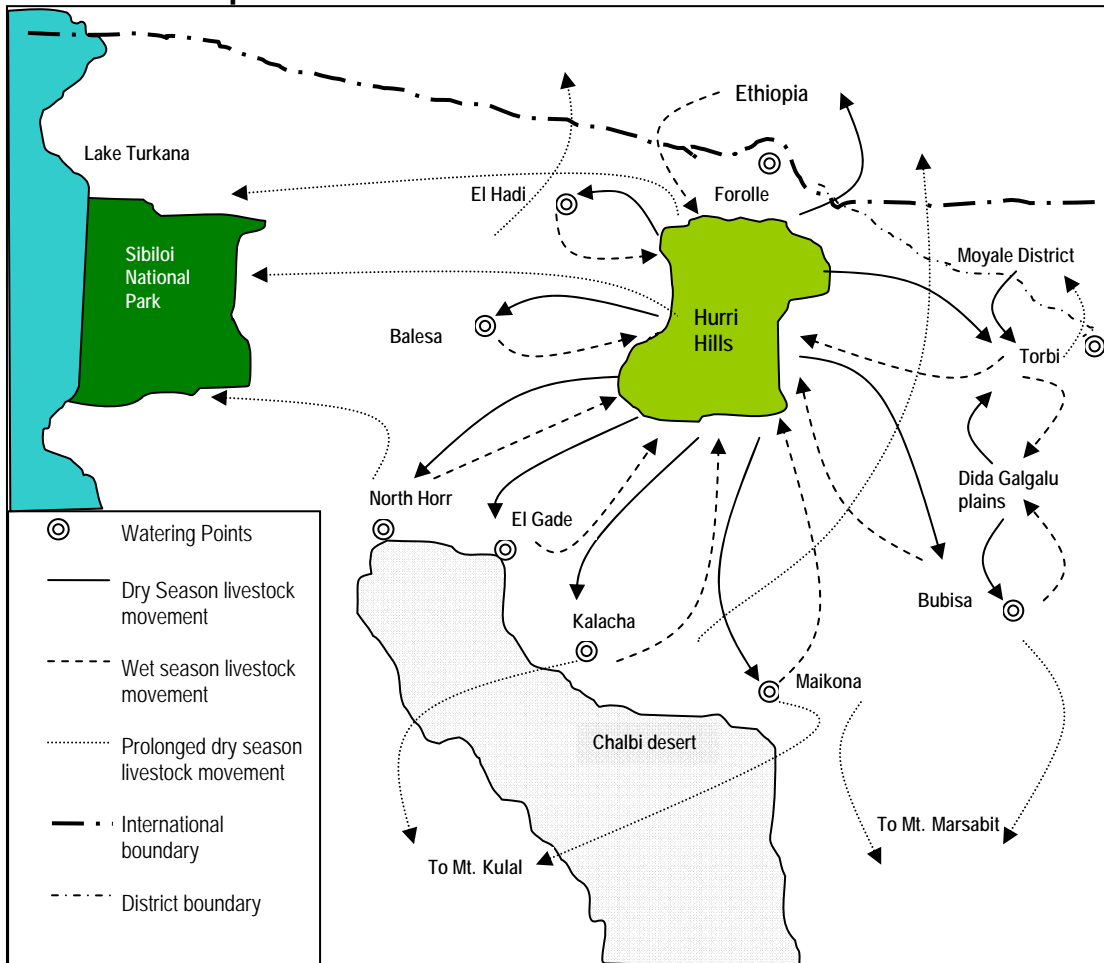 Ethiopia
Lake Turkana
El Hadi
Forolle
Moyale District
Sibiloi
National
Park
Hurri
Hills
Balesa
Torbi
Dida Galgalu
plains
North Horr
El Gade
Watering Points
Dry Season livestock
movement
Bubisa
Kalacha
Wet season livestock
movement
Maikona
Chalbi desert
Prolonged dry season
livestock movement
International
boundary
To Mt. Marsabit
To Mt. Kulal
District boundary